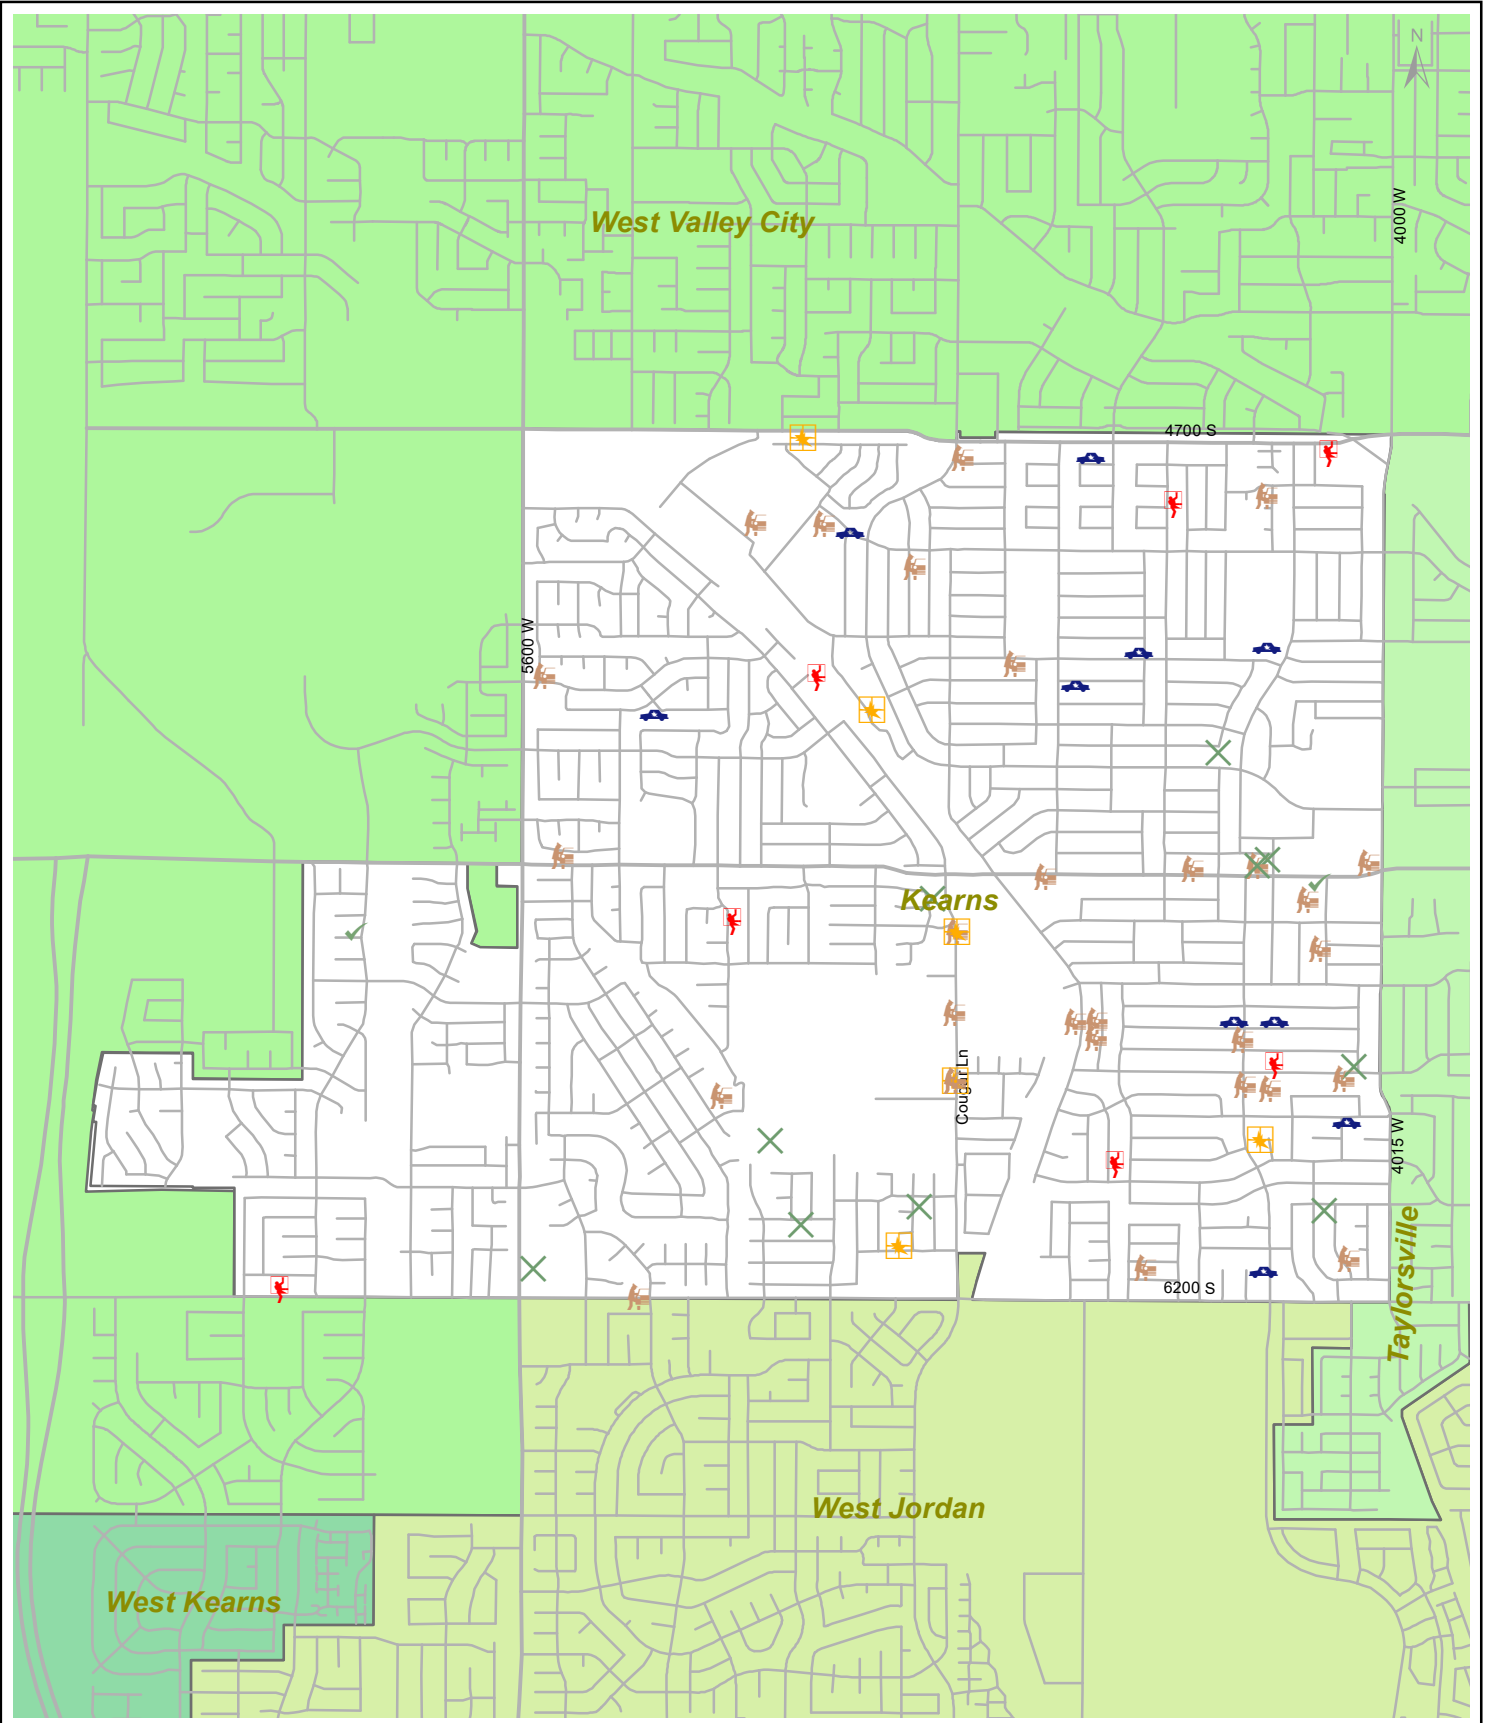 N
4000 W
West Valley City
4700 S
5600 W
Kearns
Cougar Ln
4015 W
Taylorsville
6200 S
West Jordan
West Kearns